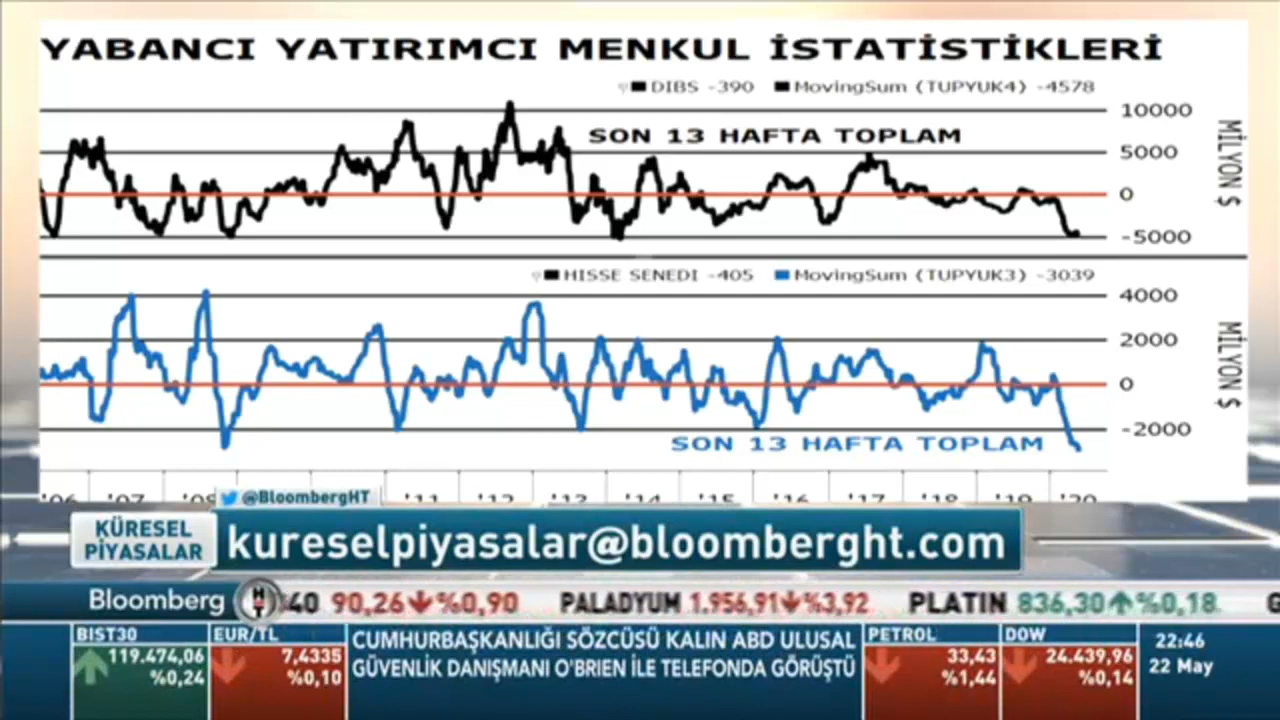 YABANCI YATIRIMCI MENKUL İSTATİSTİKLERİ
DIBS -390 MovingSum (TUPYUK4) -4578
10000
SON 13 HAFTA TOPLAM
5000
0
-5000
MİLYON $
HISSE SENEDI -405 MovingSum (TUPYUK3) -3039
4000
2000
0
-2000
MİLYON $
SON 13 HAFTA TOPLAM
'06 '07 '08 '11 '12 '13 '14 '15 '16 '17 '18 '19 '20
@BloombergHT
KÜRESEL
PİYASALAR
kureselpiyasalar@bloomberght.com
Bloomberg HT 40 90,26 %0,90 PALADYUM 1.956,91 %3,92 PLATIN 836,30 %0,18
BIST30
119.474,06
%0,24
EUR/TL
7,4335
%0,10
CUMHURBAŞKANLIĞI SÖZCÜSÜ KALIN ABD ULUSAL
GÜVENLİK DANIŞMANI O'BRIEN İLE TELEFONDA GÖRÜŞTÜ
PETROL
33,43
%1,44
DOW
24.439,96
%0,14
22:46
22 May